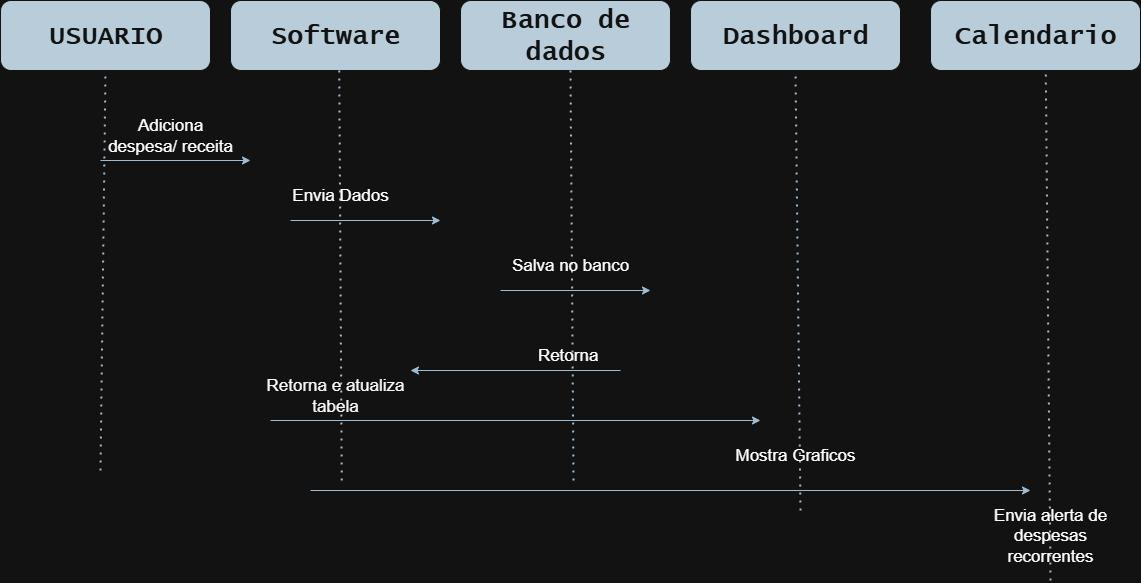 USUARIO
Software
Banco de
dados
Dashboard
Calendario
Adiciona
despesa/ receita
Envia Dados
Salva no banco
Retorna
Retorna e atualiza
tabela
Mostra Graficos
Envia alerta de
despesas
recorrentes